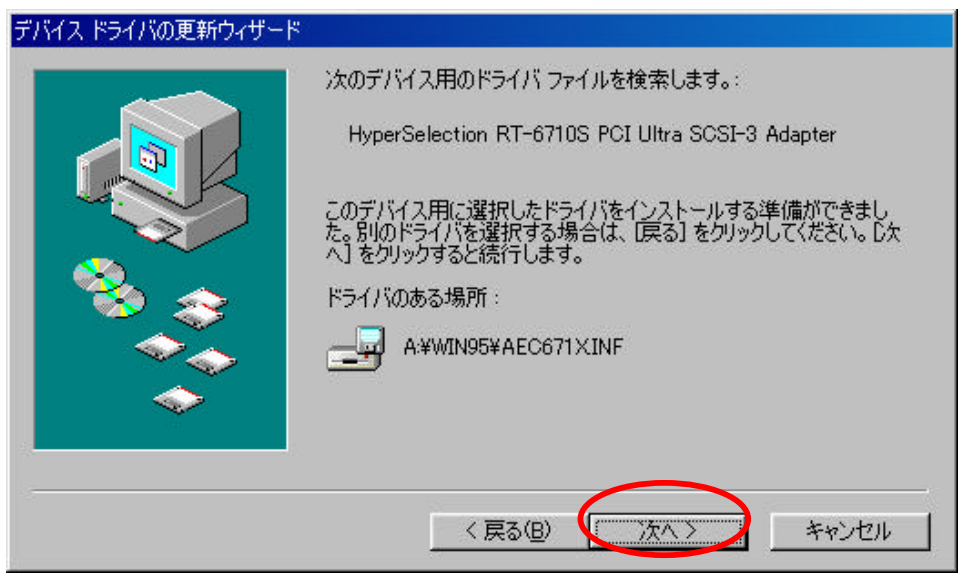 デバイス ドライバの更新ウィザード
次のデバイス用のドライバ ファイルを検索します。:
HyperSelection RT-6710S PCI Ultra SCSI-3 Adapter
このデバイス用に選択したドライバをインストールする準備ができまし
た。別のドライバを選択する場合は、[戻る] をクリックしてください。[次
へ] をクリックすると続行します。
ドライバのある場所 :
A:¥WIN95¥AEC671X.INF
< 戻る(B)
次へ >
キャンセル